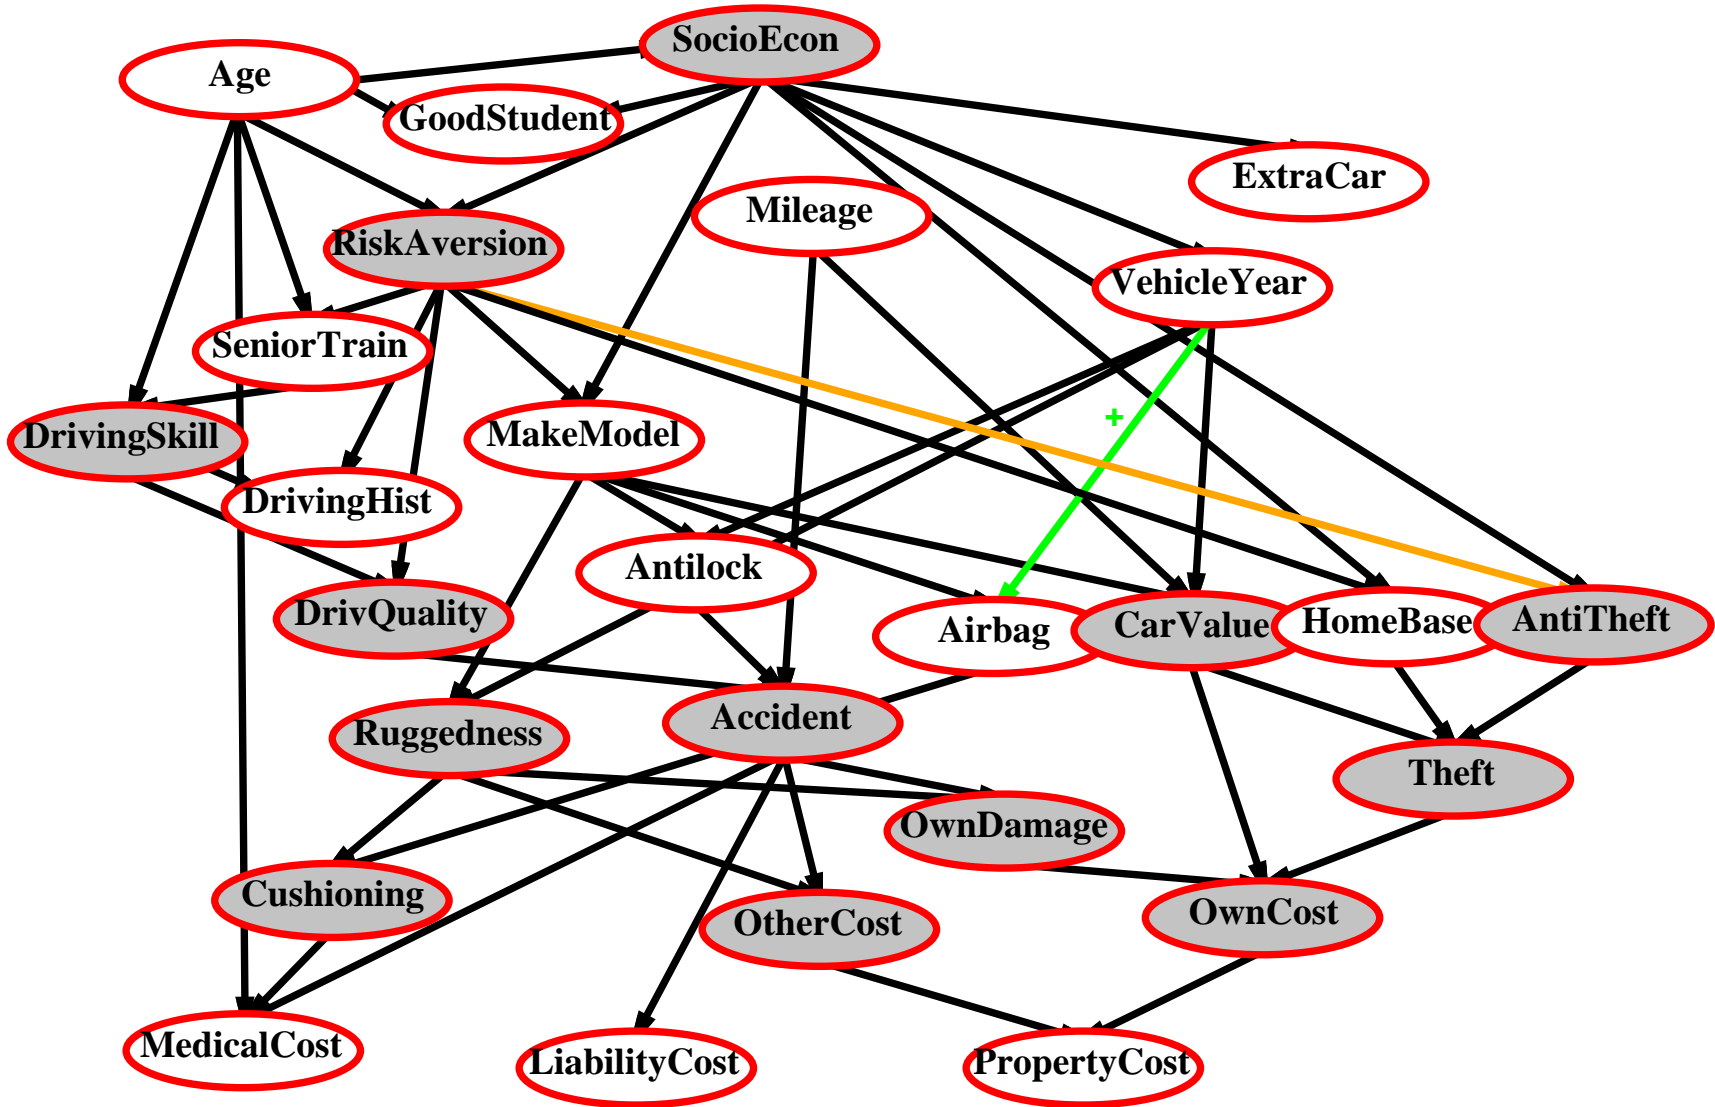 SocioEcon
Age
GoodStudent
ExtraCar
Mileage
RiskAversion
VehicleYear
SeniorTrain
+
DrivingSkill
MakeModel
DrivingHist
Antilock
DrivQuality
Airbag
CarValue
HomeBase
AntiTheft
Ruggedness
Accident
Theft
OwnDamage
Cushioning
OtherCost
OwnCost
MedicalCost
LiabilityCost
PropertyCost